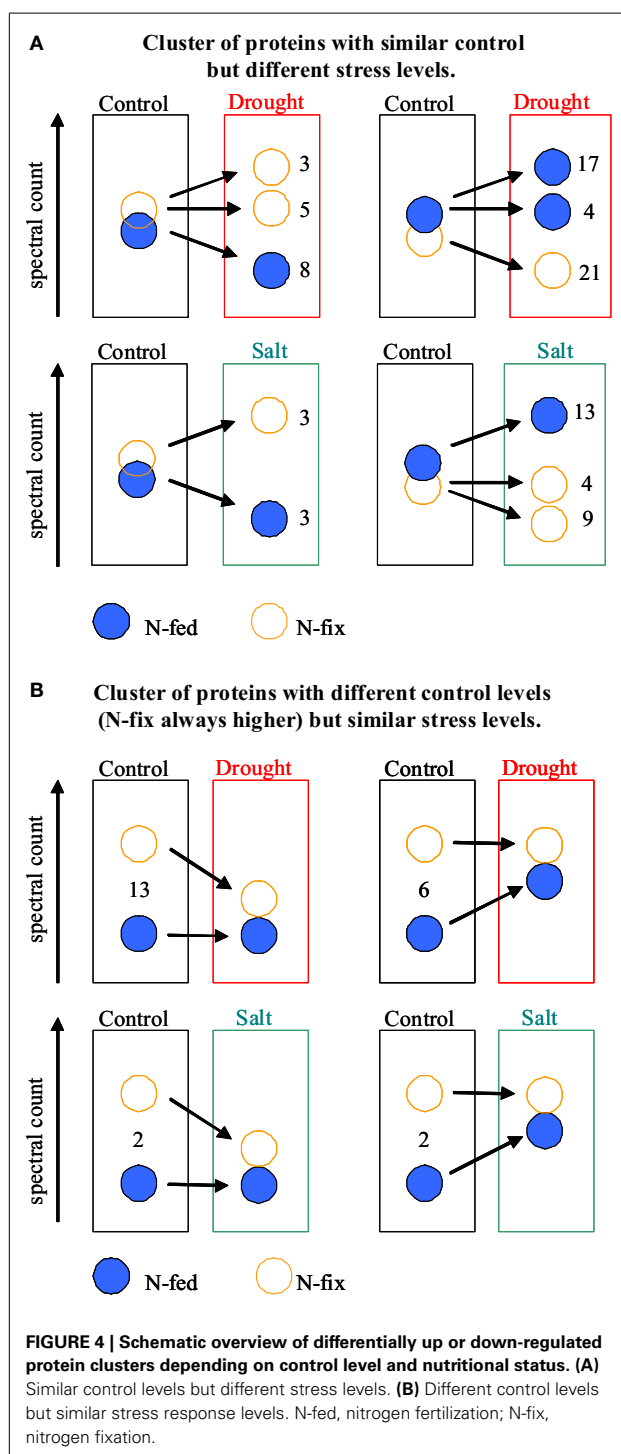 A
Cluster of proteins with similar control
but different stress levels.
spectral count
Control
Drought
3
5
8
Control
Drought
17
4
21
spectral count
Control
Salt
3
3
Control
Salt
13
4
9
N-fed
N-fix
B
Cluster of proteins with different control levels
(N-fix always higher) but similar stress levels.
spectral count
Control
Drought
13
Control
Drought
6
spectral count
Control
Salt
2
Control
Salt
2
N-fed
N-fix
FIGURE 4 | Schematic overview of differentially up or down-regulated
protein clusters depending on control level and nutritional status. (A)
Similar control levels but different stress levels. (B) Different control levels
but similar stress response levels. N-fed, nitrogen fertilization; N-fix,
nitrogen fixation.